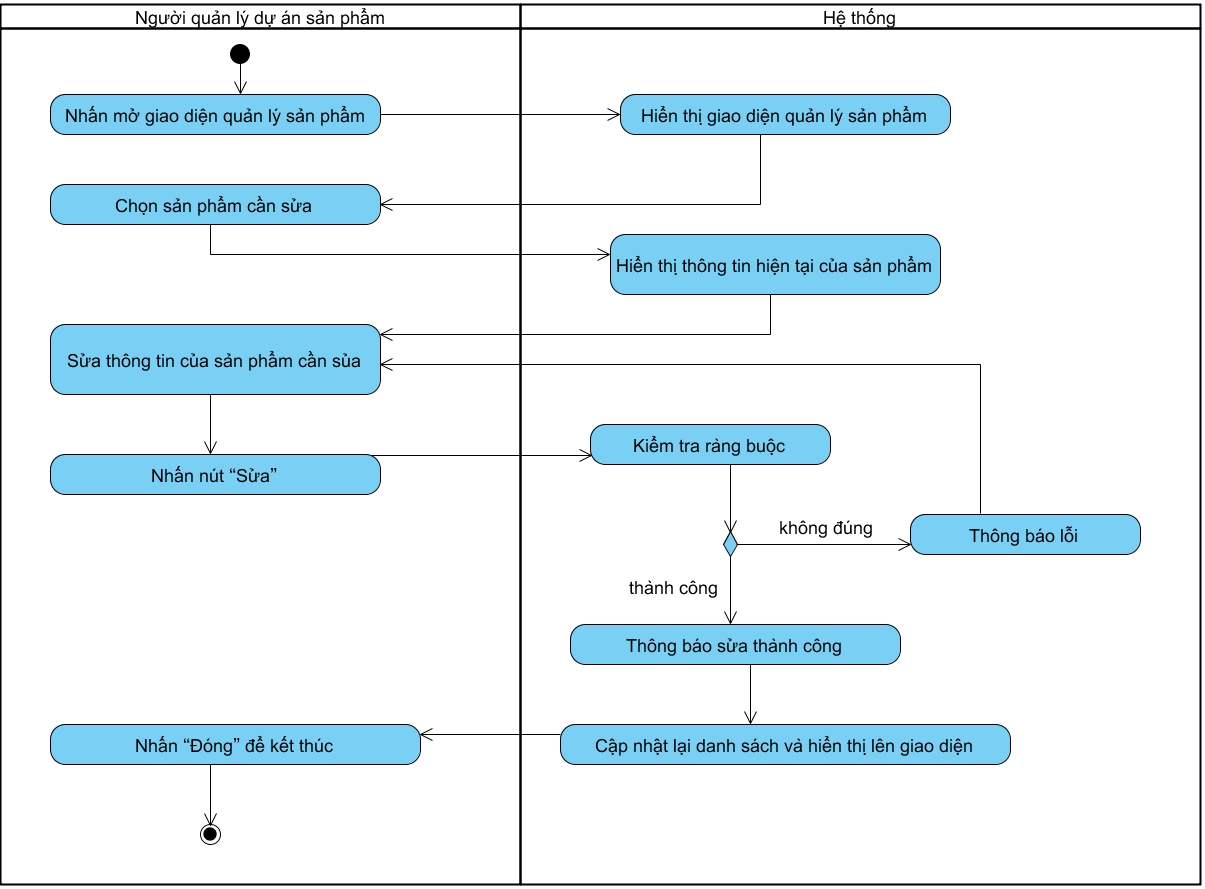 Người quản lý dự án sản phẩm
Hệ thống
Nhấn mở giao diện quản lý sản phẩm
Hiển thị giao diện quản lý sản phẩm
Chọn sản phẩm cần sửa
Hiển thị thông tin hiện tại của sản phẩm
Sửa thông tin của sản phẩm cần sủa
Kiểm tra rảng buộc
Nhấn nút “Sửa”
không đúng
Thông báo lỗi
thành công
Thông báo sửa thành công
Nhấn “Đóng” để kết thúc
Cập nhật lại danh sách và hiển thị lên giao diện